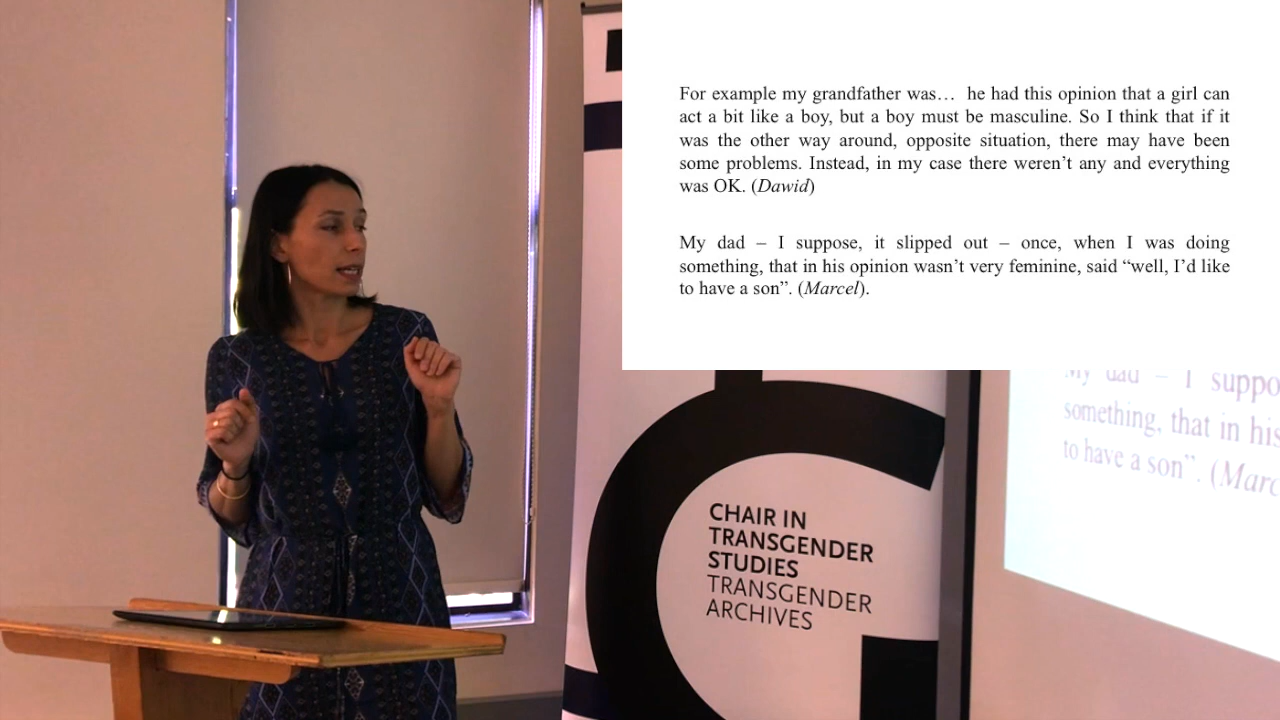 For example my grandfather was… he had this opinion that a girl can
act a bit like a boy, but a boy must be masculine. So I think that if it
was the other way around, opposite situation, there may have been
some problems. Instead, in my case there weren’t any and everything
was OK. (Dawid)
My dad – I suppose, it slipped out – once, when I was doing
something, that in his opinion wasn’t very feminine, said “well, I’d like
to have a son”. (Marcel).
CHAIR IN
TRANSGENDER
STUDIES
TRANSGENDER
ARCHIVES
My dad – I suppo
something, that in his
to have a son”. (Marc